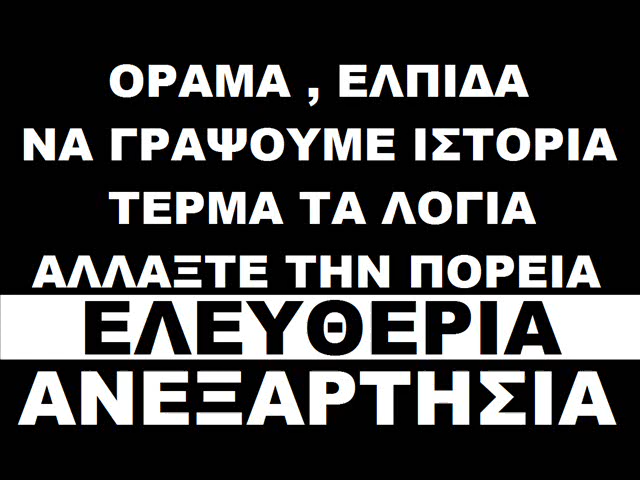 ΟΡΑΜΑ , ΕΛΠΙΔΑ
ΝΑ ΓΡΑΨΟΥΜΕ ΙΣΤΟΡΙΑ
ΤΕΡΜΑ ΤΑ ΛΟΓΙΑ
ΑΛΛΑΞΤΕ ΤΗΝ ΠΟΡΕΙΑ
ΕΛΕΥΘΕΡΙΑ
ΑΝΕΞΑΡΤΗΣΙΑ